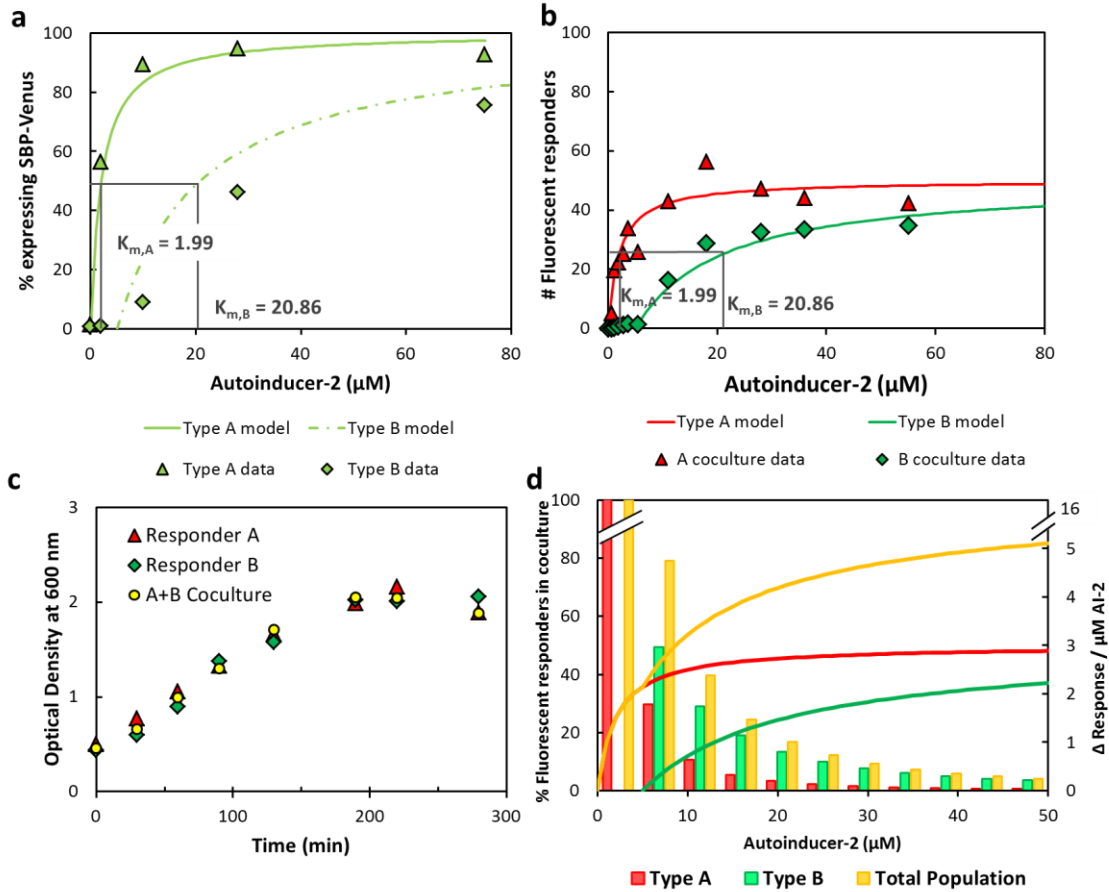 a
% expressing SBP-Venus
100
80
60
40
20
0
K_m,A = 1.99
K_m,B = 20.86
0 20 40 60 80
Autoinducer-2 (µM)
Type A model
Type B model
Type A data
Type B data
b
# Fluorescent responders
100
80
60
40
20
0
K_m,A = 1.99
K_m,B = 20.86
0 20 40 60 80
Autoinducer-2 (µM)
Type A model
Type B model
A coculture data
B coculture data
c
Optical Density at 600 nm
3
2
1
0
Responder A
Responder B
A+B Coculture
0 100 200 300
Time (min)
d
% Fluorescent responders in coculture
100
80
60
40
20
0
16
5
4
3
2
1
0
Δ Response / µM AI-2
0 10 20 30 40 50
Autoinducer-2 (µM)
Type A
Type B
Total Population